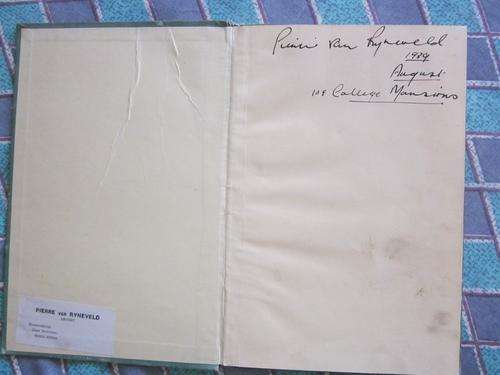 Pierre van Ryneveld
1984
August
108 College Mansions
PIERRE van RYNEVELD